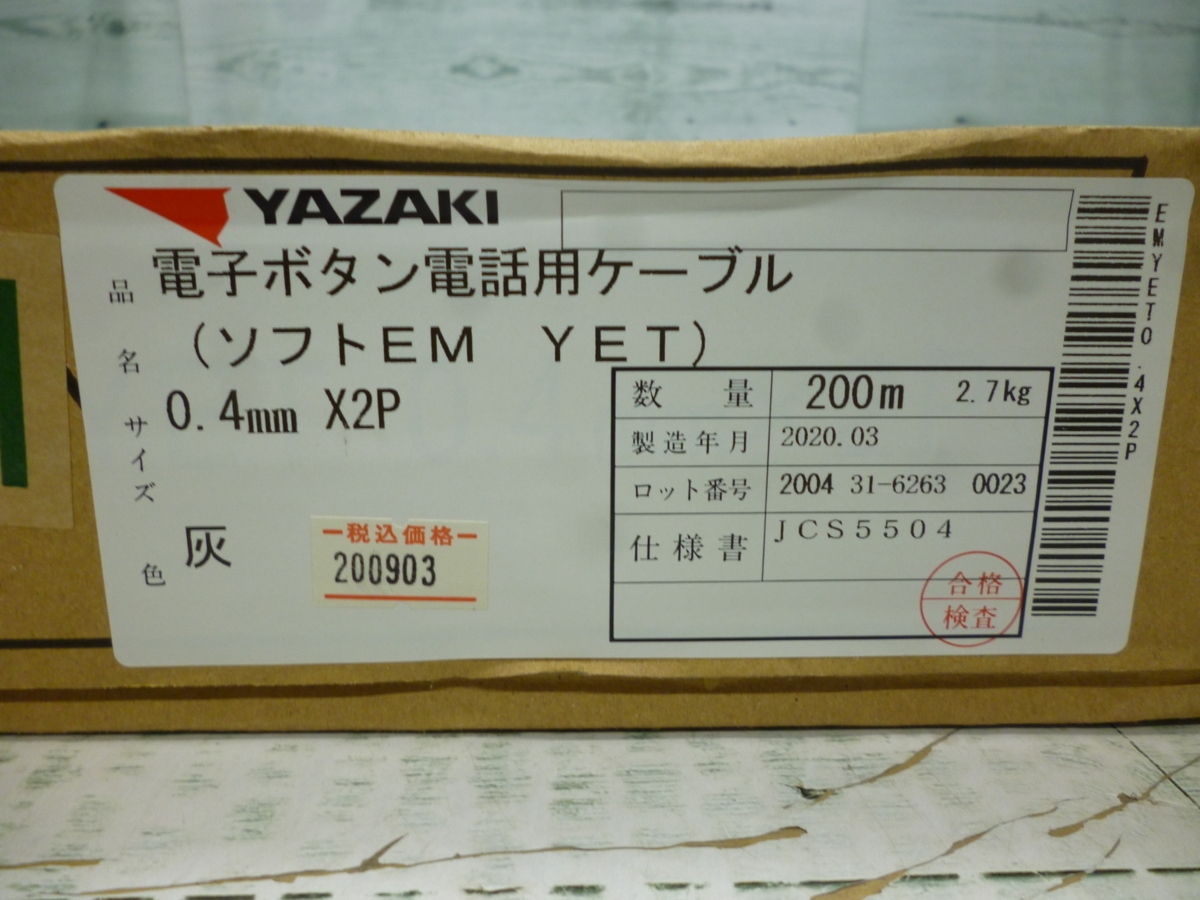 YAZAKI
品名 電子ボタン電話用ケーブル
（ソフトＥＭ　ＹＥＴ）
サイズ 0.4mm X2P
色 灰
税込価格
200903
数量 200m 2.7kg
製造年月 2020.03
ロット番号 2004 31-6263 0023
仕様書 ＪＣＳ５５０４
合格
検査
EMYET0.4X2P